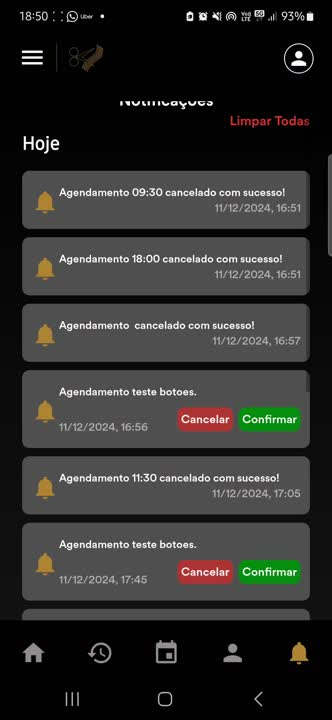 18:50 Uber 93%
Notificações
Limpar Todas
Hoje
Agendamento 09:30 cancelado com sucesso!
11/12/2024, 16:51
Agendamento 18:00 cancelado com sucesso!
11/12/2024, 16:51
Agendamento cancelado com sucesso!
11/12/2024, 16:57
Agendamento teste botoes.
11/12/2024, 16:56 Cancelar Confirmar
Agendamento 11:30 cancelado com sucesso!
11/12/2024, 17:05
Agendamento teste botoes.
11/12/2024, 17:45 Cancelar Confirmar